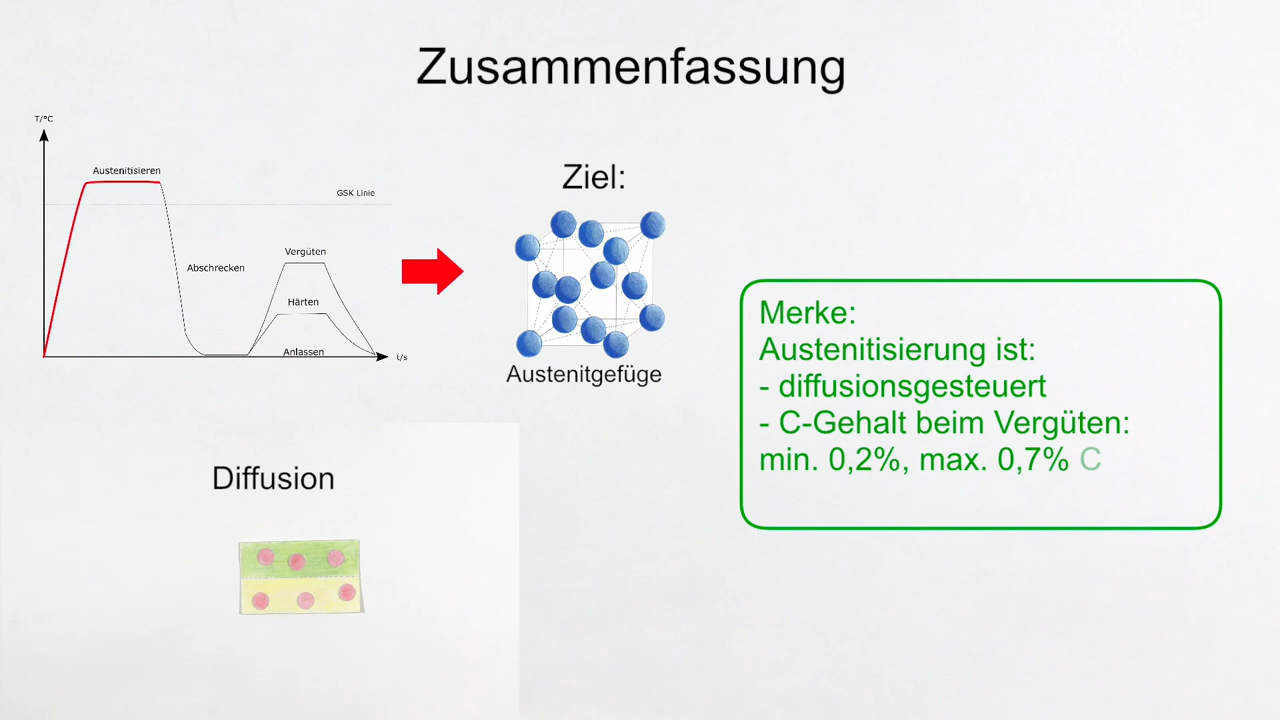 Zusammenfassung
T/°C
Austenitisieren
GSK Linie
Vergüten
Abschrecken
Härten
Anlassen
t/s
Ziel:
Austenitgefüge
Merke:
Austenitisierung ist:
- diffusionsgesteuert
- C-Gehalt beim Vergüten:
min. 0,2%, max. 0,7% C
Diffusion